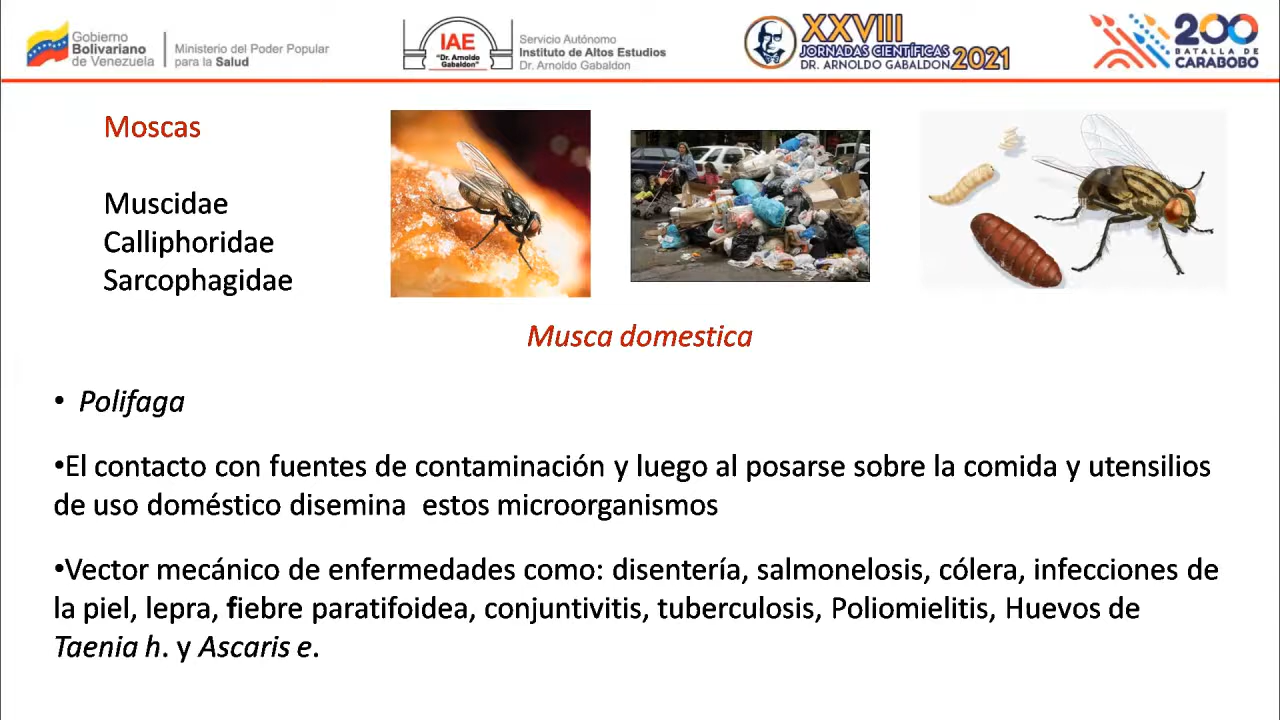 Gobierno
Bolivariano
de Venezuela
Ministerio del Poder Popular
para la Salud
IAE
"Dr. Arnoldo
Gabaldon"
Servicio Autónomo
Instituto de Altos Estudios
Dr. Arnoldo Gabaldon
XXVIII
JORNADAS CIENTÍFICAS
DR. ARNOLDO GABALDON 2021
200
BATALLA DE
CARABOBO
Moscas
Muscidae
Calliphoridae
Sarcophagidae
Musca domestica
• Polifaga
•El contacto con fuentes de contaminación y luego al posarse sobre la comida y utensilios
de uso doméstico disemina estos microorganismos
•Vector mecánico de enfermedades como: disentería, salmonelosis, cólera, infecciones de
la piel, lepra, fiebre paratifoidea, conjuntivitis, tuberculosis, Poliomielitis, Huevos de
Taenia h. y Ascaris e.